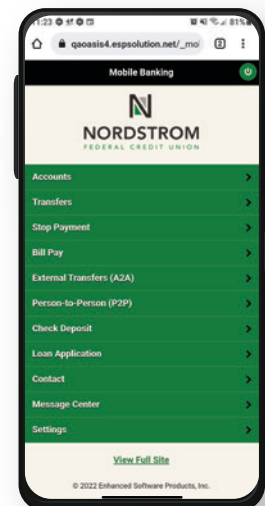 1:23 81%
qaoasis4.espsolution.net/_mol 2
Mobile Banking
N
NORDSTROM
FEDERAL CREDIT UNION
Accounts
Transfers
Stop Payment
Bill Pay
External Transfers (A2A)
Person-to-Person (P2P)
Check Deposit
Loan Application
Contact
Message Center
Settings
View Full Site
© 2022 Enhanced Software Products, Inc.